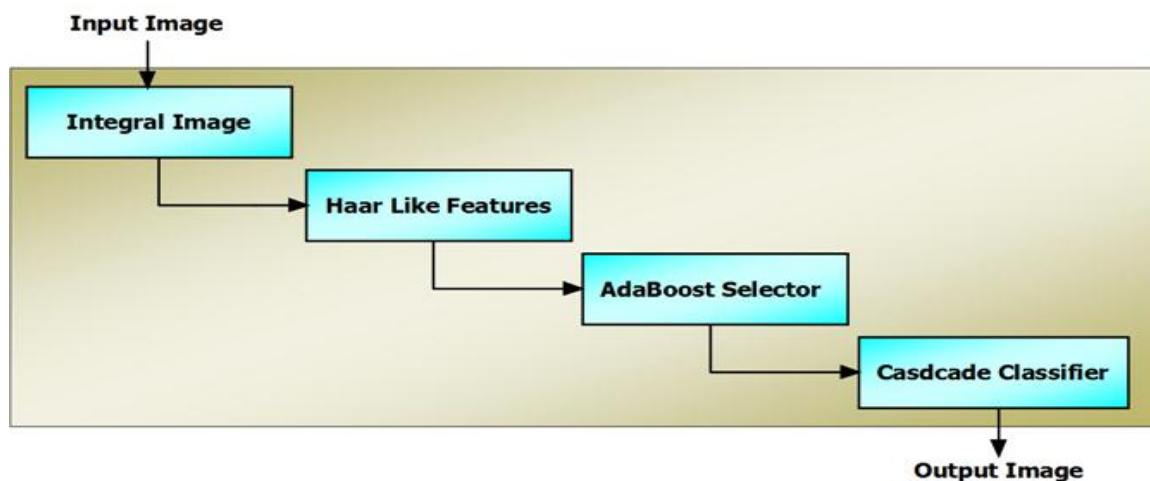 Input Image
Integral Image
Haar Like Features
AdaBoost Selector
Casdcade Classifier
Output Image